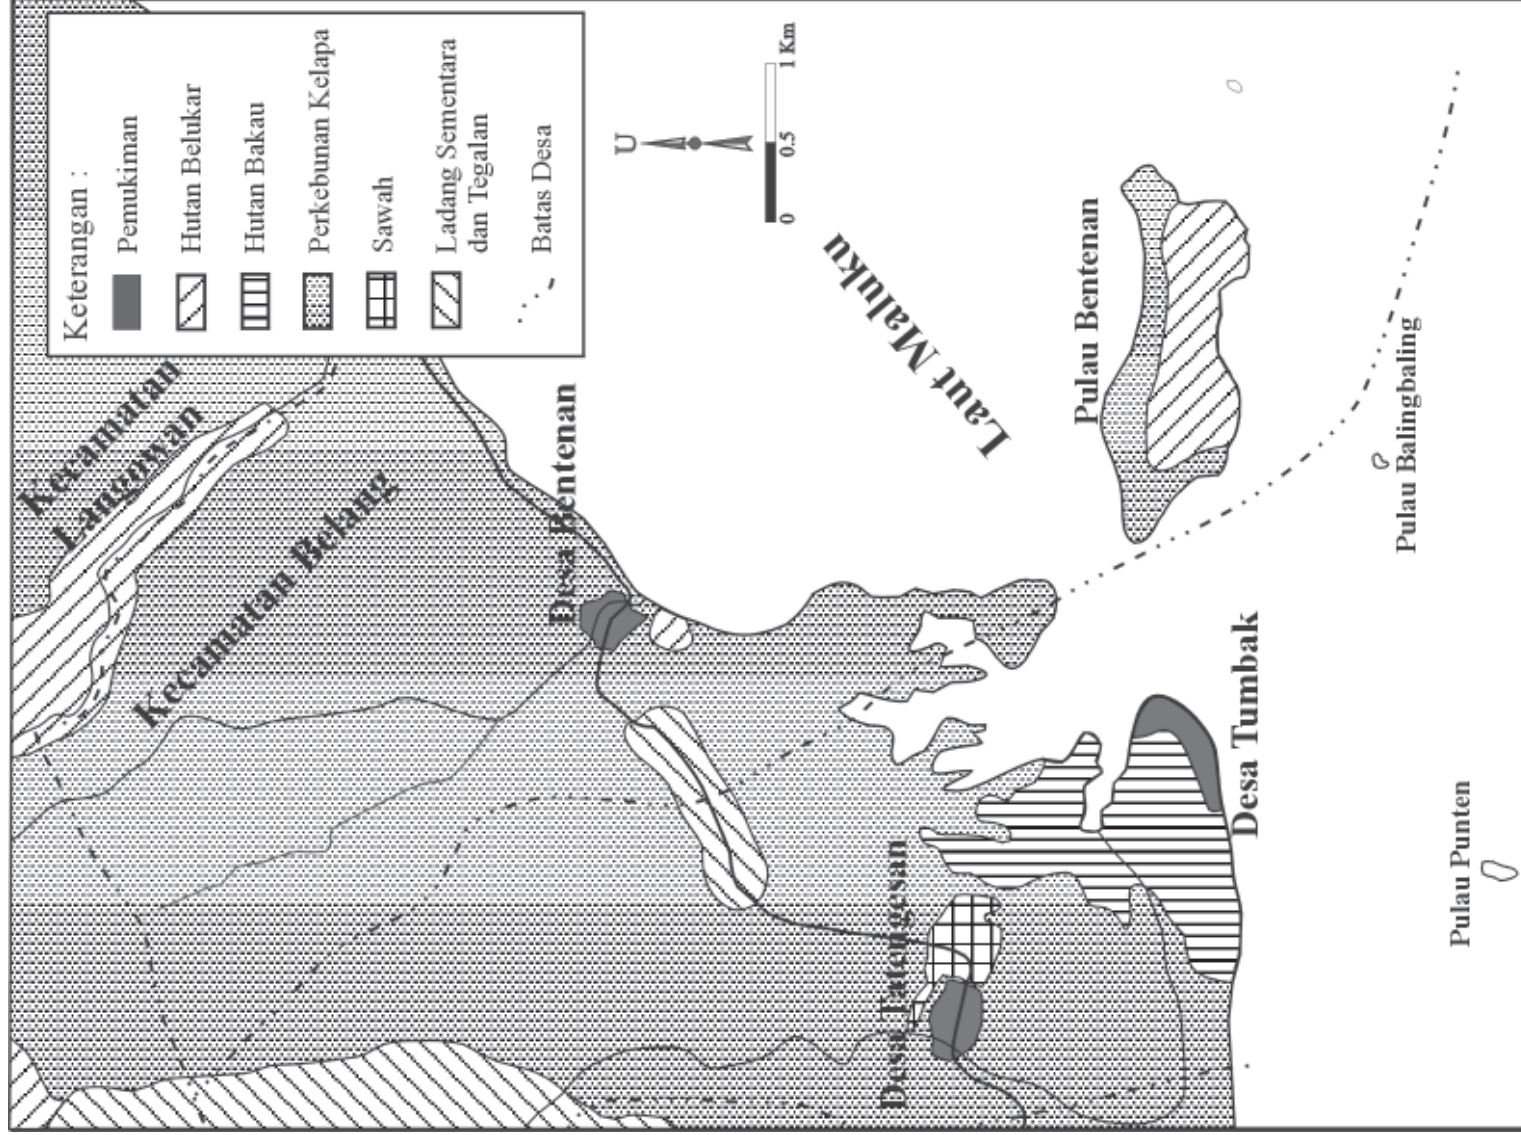 Keterangan :
Pemukiman
Hutan Belukar
Hutan Bakau
Perkebunan Kelapa
Sawah
Ladang Sementara
dan Tegalan
Batas Desa
U
0
0.5
1 Km
Kecamatan
Langowan
Kecamatan Belang
Desa Bentenan
Laut Maluku
Pulau Bentenan
Pulau Balingbaling
Desa Tumbak
Desa Tatengesan
Pulau Punten